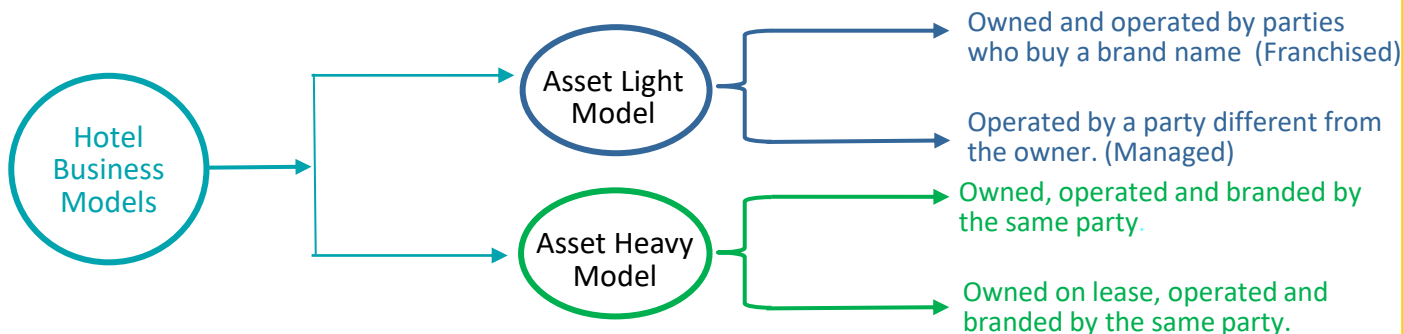 Hotel
Business
Models
Asset Light
Model
Owned and operated by parties
who buy a brand name (Franchised)
Operated by a party different from
the owner. (Managed)
Asset Heavy
Model
Owned, operated and branded by
the same party.
Owned on lease, operated and
branded by the same party.